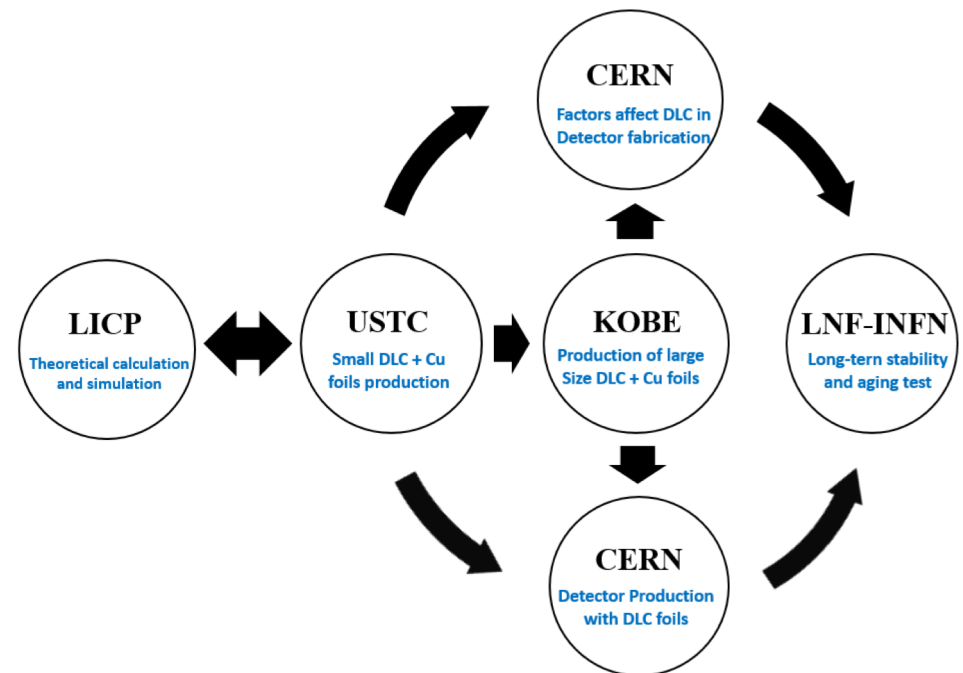 CERN
Factors affect DLC in
Detector fabrication
LICP
Theoretical calculation
and simulation
USTC
Small DLC + Cu
foils production
KOBE
Production of large
Size DLC + Cu foils
LNF-INFN
Long-tern stability
and aging test
CERN
Detector Production
with DLC foils